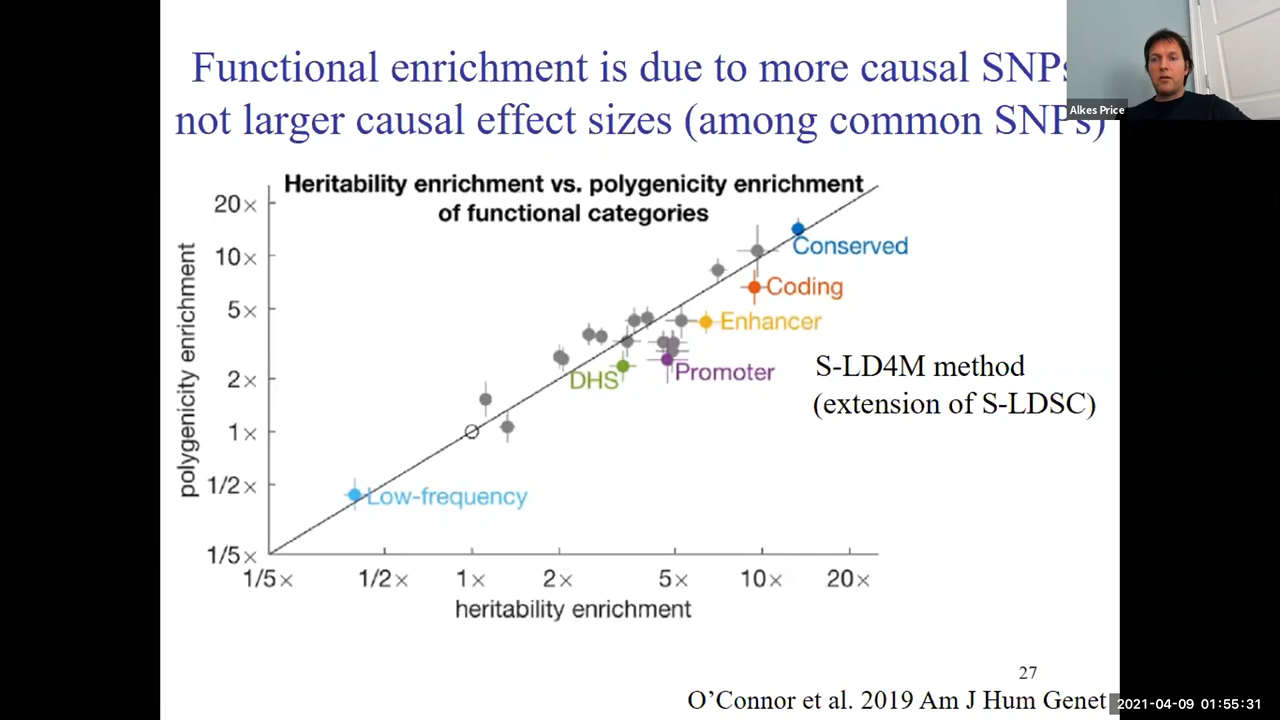 Functional enrichment is due to more causal SNPs
not larger causal effect sizes (among common SNPs)
Alkes Price
Heritability enrichment vs. polygenicity enrichment
of functional categories
polygenicity enrichment
20×
10×
5×
2×
1×
1/2×
1/5×
Conserved
Coding
Enhancer
Promoter
DHS
Low-frequency
S-LD4M method
(extension of S-LDSC)
1/5× 1/2× 1× 2× 5× 10× 20×
heritability enrichment
27
O'Connor et al. 2019 Am J Hum Genet
2021-04-09 01:55:31